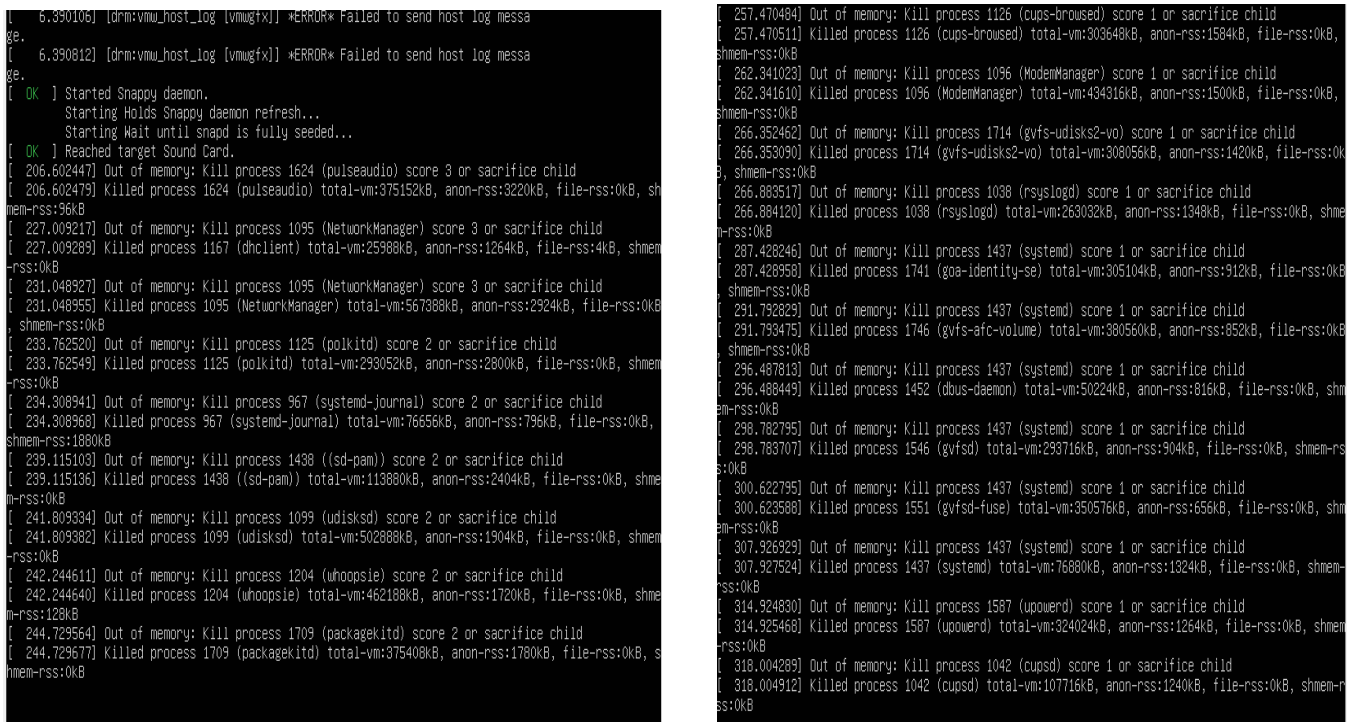 [    6.390106] [drm:vmw_host_log [vmwgfx]] *ERROR* Failed to send host log messa
ge.
[    6.390812] [drm:vmw_host_log [vmwgfx]] *ERROR* Failed to send host log messa
ge.
[  OK  ] Started Snappy daemon.
         Starting Holds Snappy daemon refresh...
         Starting Wait until snapd is fully seeded...
[  OK  ] Reached target Sound Card.
[  206.602447] Out of memory: Kill process 1624 (pulseaudio) score 3 or sacrifice child
[  206.602479] Killed process 1624 (pulseaudio) total-vm:375152kB, anon-rss:3220kB, file-rss:0kB, sh
mem-rss:96kB
[  227.009217] Out of memory: Kill process 1095 (NetworkManager) score 3 or sacrifice child
[  227.009289] Killed process 1167 (dhclient) total-vm:25988kB, anon-rss:1264kB, file-rss:4kB, shmem
-rss:0kB
[  231.048927] Out of memory: Kill process 1095 (NetworkManager) score 3 or sacrifice child
[  231.048955] Killed process 1095 (NetworkManager) total-vm:567388kB, anon-rss:2924kB, file-rss:0kB
, shmem-rss:0kB
[  233.762520] Out of memory: Kill process 1125 (polkitd) score 2 or sacrifice child
[  233.762549] Killed process 1125 (polkitd) total-vm:293052kB, anon-rss:2800kB, file-rss:0kB, shmem
-rss:0kB
[  234.308941] Out of memory: Kill process 967 (systemd-journal) score 2 or sacrifice child
[  234.308968] Killed process 967 (systemd-journal) total-vm:76656kB, anon-rss:796kB, file-rss:0kB,
shmem-rss:1880kB
[  239.115103] Out of memory: Kill process 1438 ((sd-pam)) score 2 or sacrifice child
[  239.115136] Killed process 1438 ((sd-pam)) total-vm:113880kB, anon-rss:2404kB, file-rss:0kB, shme
m-rss:0kB
[  241.809334] Out of memory: Kill process 1099 (udisksd) score 2 or sacrifice child
[  241.809382] Killed process 1099 (udisksd) total-vm:502888kB, anon-rss:1904kB, file-rss:0kB, shmem
-rss:0kB
[  242.244611] Out of memory: Kill process 1204 (whoopsie) score 2 or sacrifice child
[  242.244640] Killed process 1204 (whoopsie) total-vm:462188kB, anon-rss:1720kB, file-rss:0kB, shme
m-rss:128kB
[  244.729564] Out of memory: Kill process 1709 (packagekitd) score 2 or sacrifice child
[  244.729677] Killed process 1709 (packagekitd) total-vm:375408kB, anon-rss:1780kB, file-rss:0kB, s
hmem-rss:0kB
[  257.470484] Out of memory: Kill process 1126 (cups-browsed) score 1 or sacrifice child
[  257.470511] Killed process 1126 (cups-browsed) total-vm:303648kB, anon-rss:1584kB, file-rss:0kB,
shmem-rss:0kB
[  262.341023] Out of memory: Kill process 1096 (ModemManager) score 1 or sacrifice child
[  262.341610] Killed process 1096 (ModemManager) total-vm:434316kB, anon-rss:1500kB, file-rss:0kB,
shmem-rss:0kB
[  266.352462] Out of memory: Kill process 1714 (gvfs-udisks2-vo) score 1 or sacrifice child
[  266.353090] Killed process 1714 (gvfs-udisks2-vo) total-vm:308056kB, anon-rss:1420kB, file-rss:0k
B, shmem-rss:0kB
[  266.883517] Out of memory: Kill process 1038 (rsyslogd) score 1 or sacrifice child
[  266.884120] Killed process 1038 (rsyslogd) total-vm:263032kB, anon-rss:1348kB, file-rss:0kB, shme
m-rss:0kB
[  287.428246] Out of memory: Kill process 1437 (systemd) score 1 or sacrifice child
[  287.428958] Killed process 1741 (goa-identity-se) total-vm:305104kB, anon-rss:912kB, file-rss:0kB
, shmem-rss:0kB
[  291.792829] Out of memory: Kill process 1437 (systemd) score 1 or sacrifice child
[  291.793475] Killed process 1746 (gvfs-afc-volume) total-vm:380560kB, anon-rss:852kB, file-rss:0kB
, shmem-rss:0kB
[  296.487813] Out of memory: Kill process 1437 (systemd) score 1 or sacrifice child
[  296.488449] Killed process 1452 (dbus-daemon) total-vm:50224kB, anon-rss:816kB, file-rss:0kB, shm
em-rss:0kB
[  298.782795] Out of memory: Kill process 1437 (systemd) score 1 or sacrifice child
[  298.783707] Killed process 1546 (gvfsd) total-vm:293716kB, anon-rss:904kB, file-rss:0kB, shmem-rs
s:0kB
[  300.622795] Out of memory: Kill process 1437 (systemd) score 1 or sacrifice child
[  300.623588] Killed process 1551 (gvfsd-fuse) total-vm:350576kB, anon-rss:656kB, file-rss:0kB, shm
em-rss:0kB
[  307.926929] Out of memory: Kill process 1437 (systemd) score 1 or sacrifice child
[  307.927524] Killed process 1437 (systemd) total-vm:76880kB, anon-rss:1324kB, file-rss:0kB, shmem-
rss:0kB
[  314.924830] Out of memory: Kill process 1587 (upowerd) score 1 or sacrifice child
[  314.925468] Killed process 1587 (upowerd) total-vm:324024kB, anon-rss:1264kB, file-rss:0kB, shmem
-rss:0kB
[  318.004289] Out of memory: Kill process 1042 (cupsd) score 1 or sacrifice child
[  318.004912] Killed process 1042 (cupsd) total-vm:107716kB, anon-rss:1240kB, file-rss:0kB, shmem-r
ss:0kB